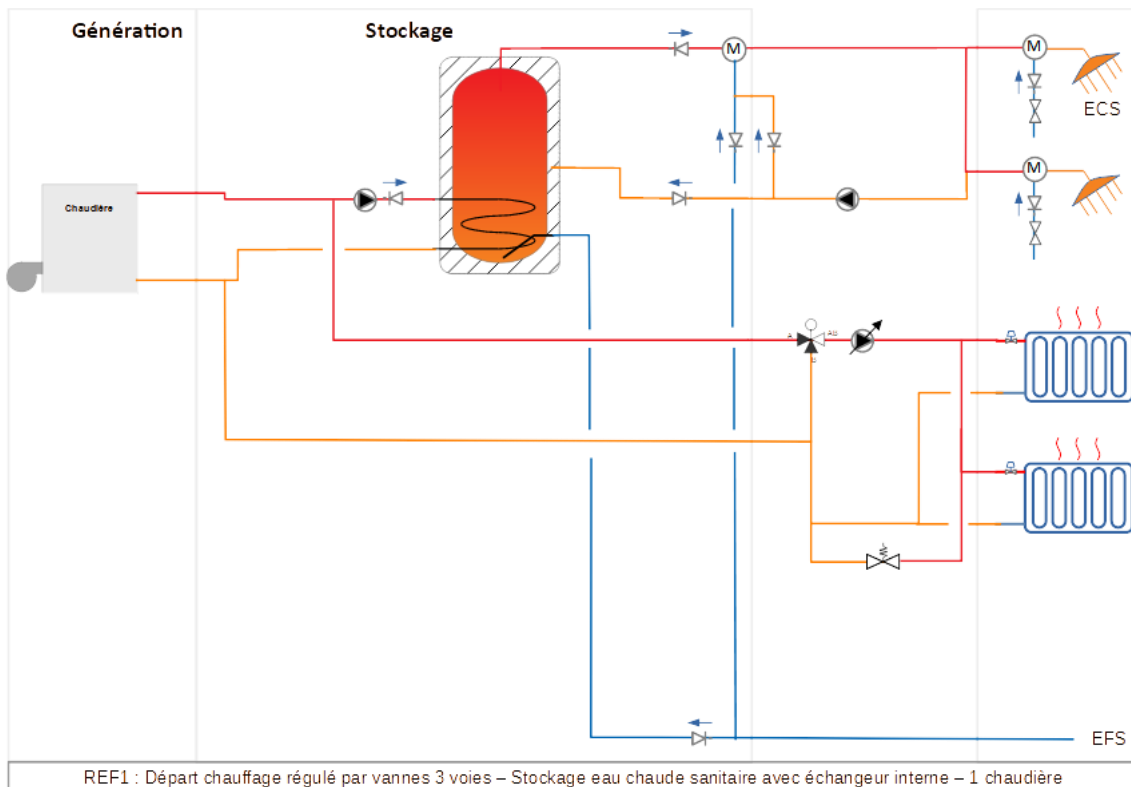 Génération
Stockage
M
M
ECS
M
Chaudière
A
AB
B
EFS
REF1 : Départ chauffage régulé par vannes 3 voies – Stockage eau chaude sanitaire avec échangeur interne – 1 chaudière